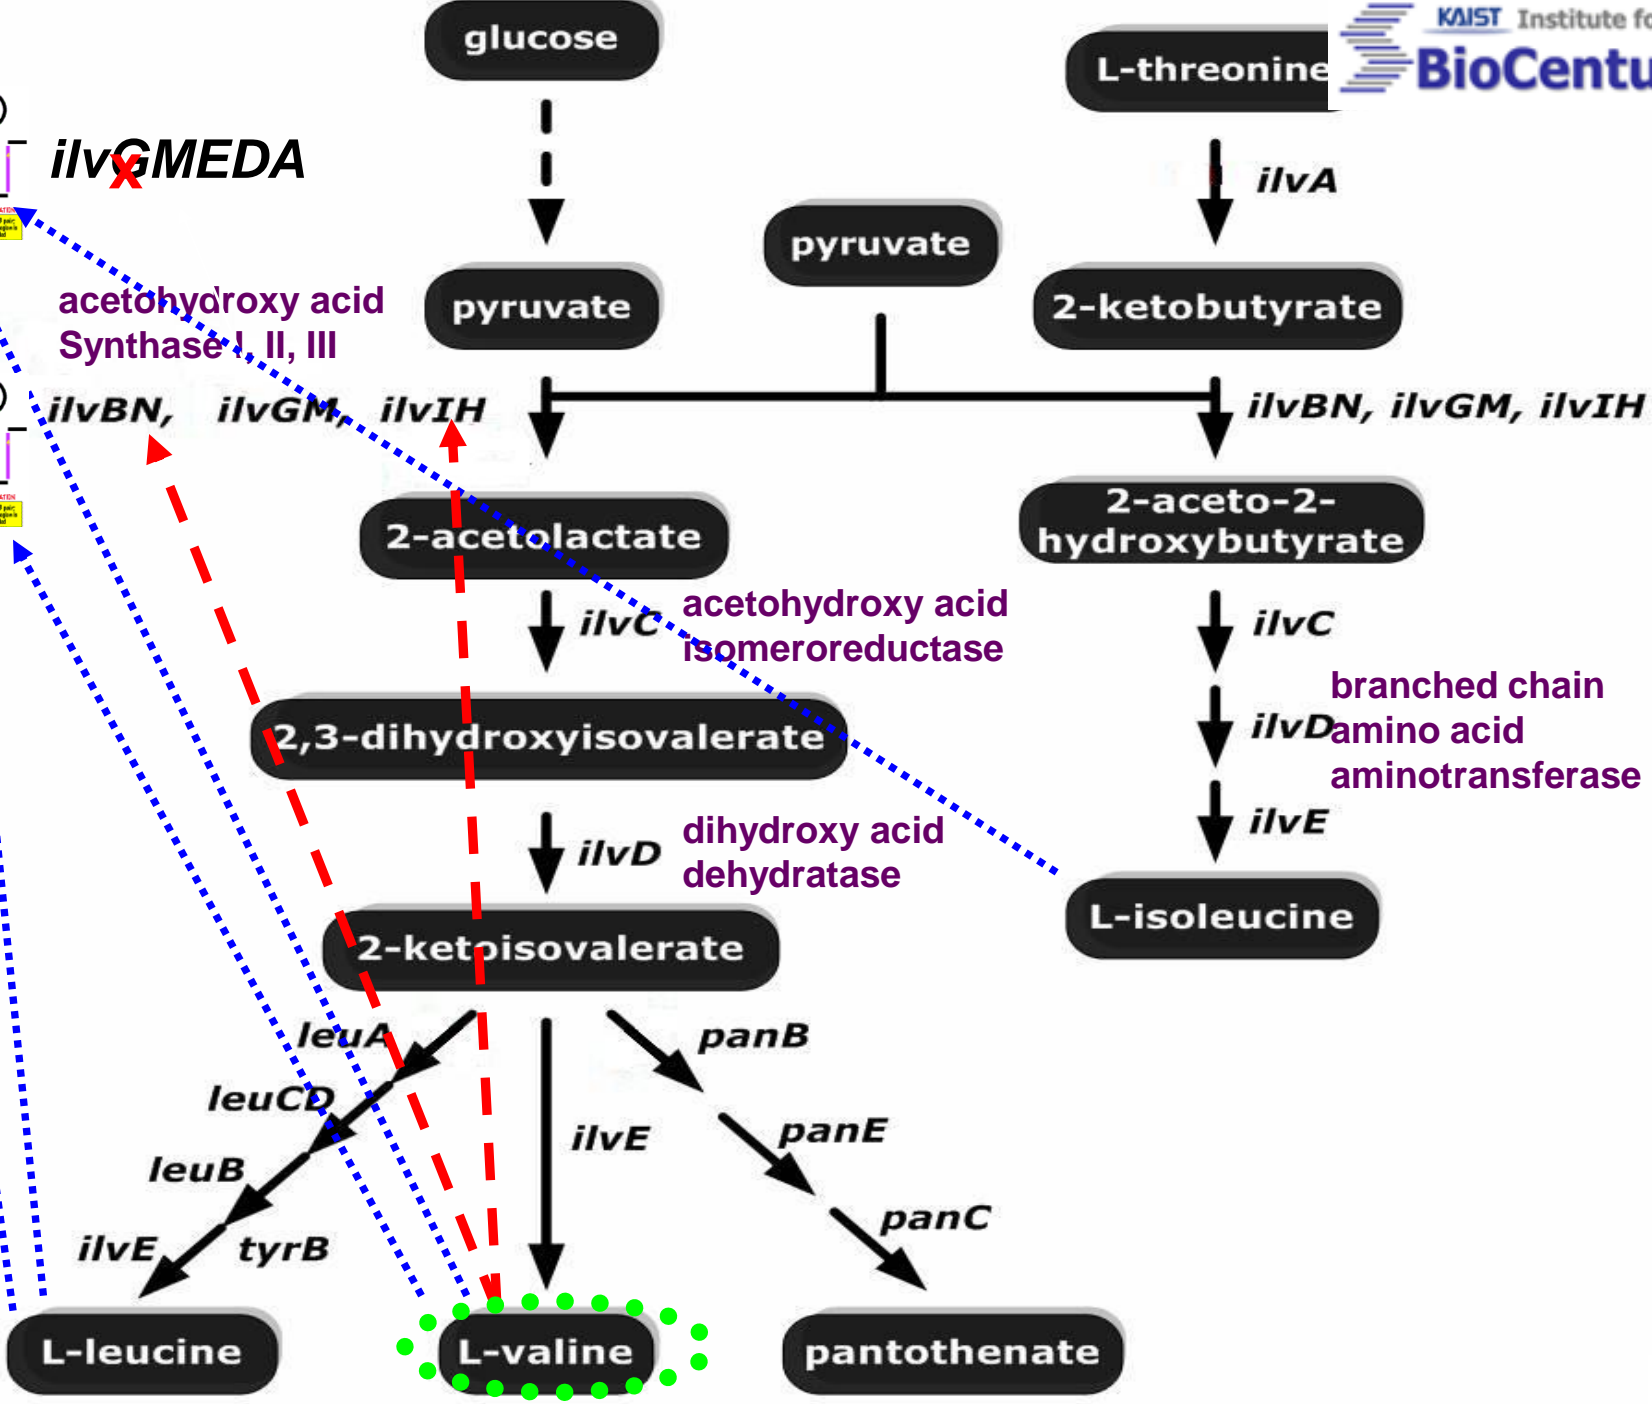 glucose
L-threonine
KAIST Institute fo
BioCentu
ilvGMEDA
x
ilvA
pyruvate
acetohydroxy acid
Synthase I, II, III
pyruvate
2-ketobutyrate
ilvBN, ilvGM, ilvIH
ilvBN, ilvGM, ilvIH
2-acetolactate
2-aceto-2-
hydroxybutyrate
ilvC
acetohydroxy acid
isomeroreductase
ilvC
2,3-dihydroxyisovalerate
ilvD
branched chain
amino acid
aminotransferase
ilvD
dihydroxy acid
dehydratase
ilvE
2-ketoisovalerate
L-isoleucine
leuA
panB
leuCD
ilvE
panE
leuB
panC
ilvE
tyrB
L-leucine
L-valine
pantothenate